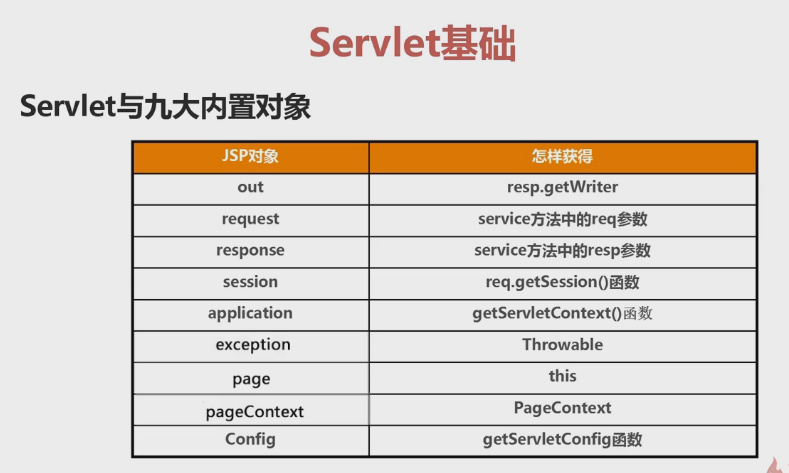 Servlet基础
Servlet与九大内置对象
JSP对象 怎样获得
out resp.getWriter
request service方法中的req参数
response service方法中的resp参数
session req.getSession()函数
application getServletContext()函数
exception Throwable
page this
pageContext PageContext
Config getServletConfig函数